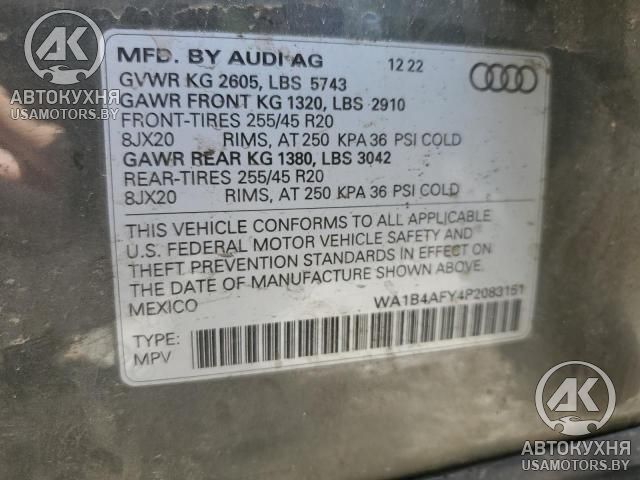 MFD. BY AUDI AG 12 22
GVWR KG 2605, LBS 5743
GAWR FRONT KG 1320, LBS 2910
FRONT-TIRES 255/45 R20
8JX20 RIMS, AT 250 KPA 36 PSI COLD
GAWR REAR KG 1380, LBS 3042
REAR-TIRES 255/45 R20
8JX20 RIMS, AT 250 KPA 36 PSI COLD
THIS VEHICLE CONFORMS TO ALL APPLICABLE
U.S. FEDERAL MOTOR VEHICLE SAFETY AND
THEFT PREVENTION STANDARDS IN EFFECT ON
THE DATE OF MANUFACTURE SHOWN ABOVE.
MEXICO WA1B4AFY4P2083151
TYPE:
MPV
АК
АВТОКУХНЯ
USAMOTORS.BY
АК
АВТОКУХНЯ
USAMOTORS.BY